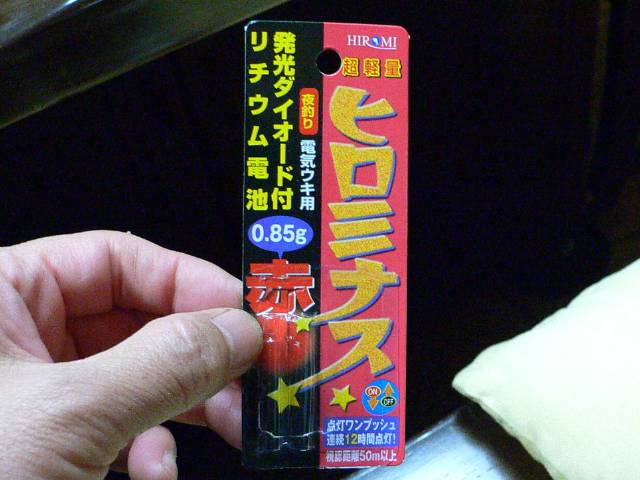 HIROMI
超軽量
ヒロミナス
夜釣り
電気ウキ用
発光ダイオード付
リチウム電池
0.85g
赤
ON
OFF
点灯ワンプッシュ
連続12時間点灯!
視認距離50m以上